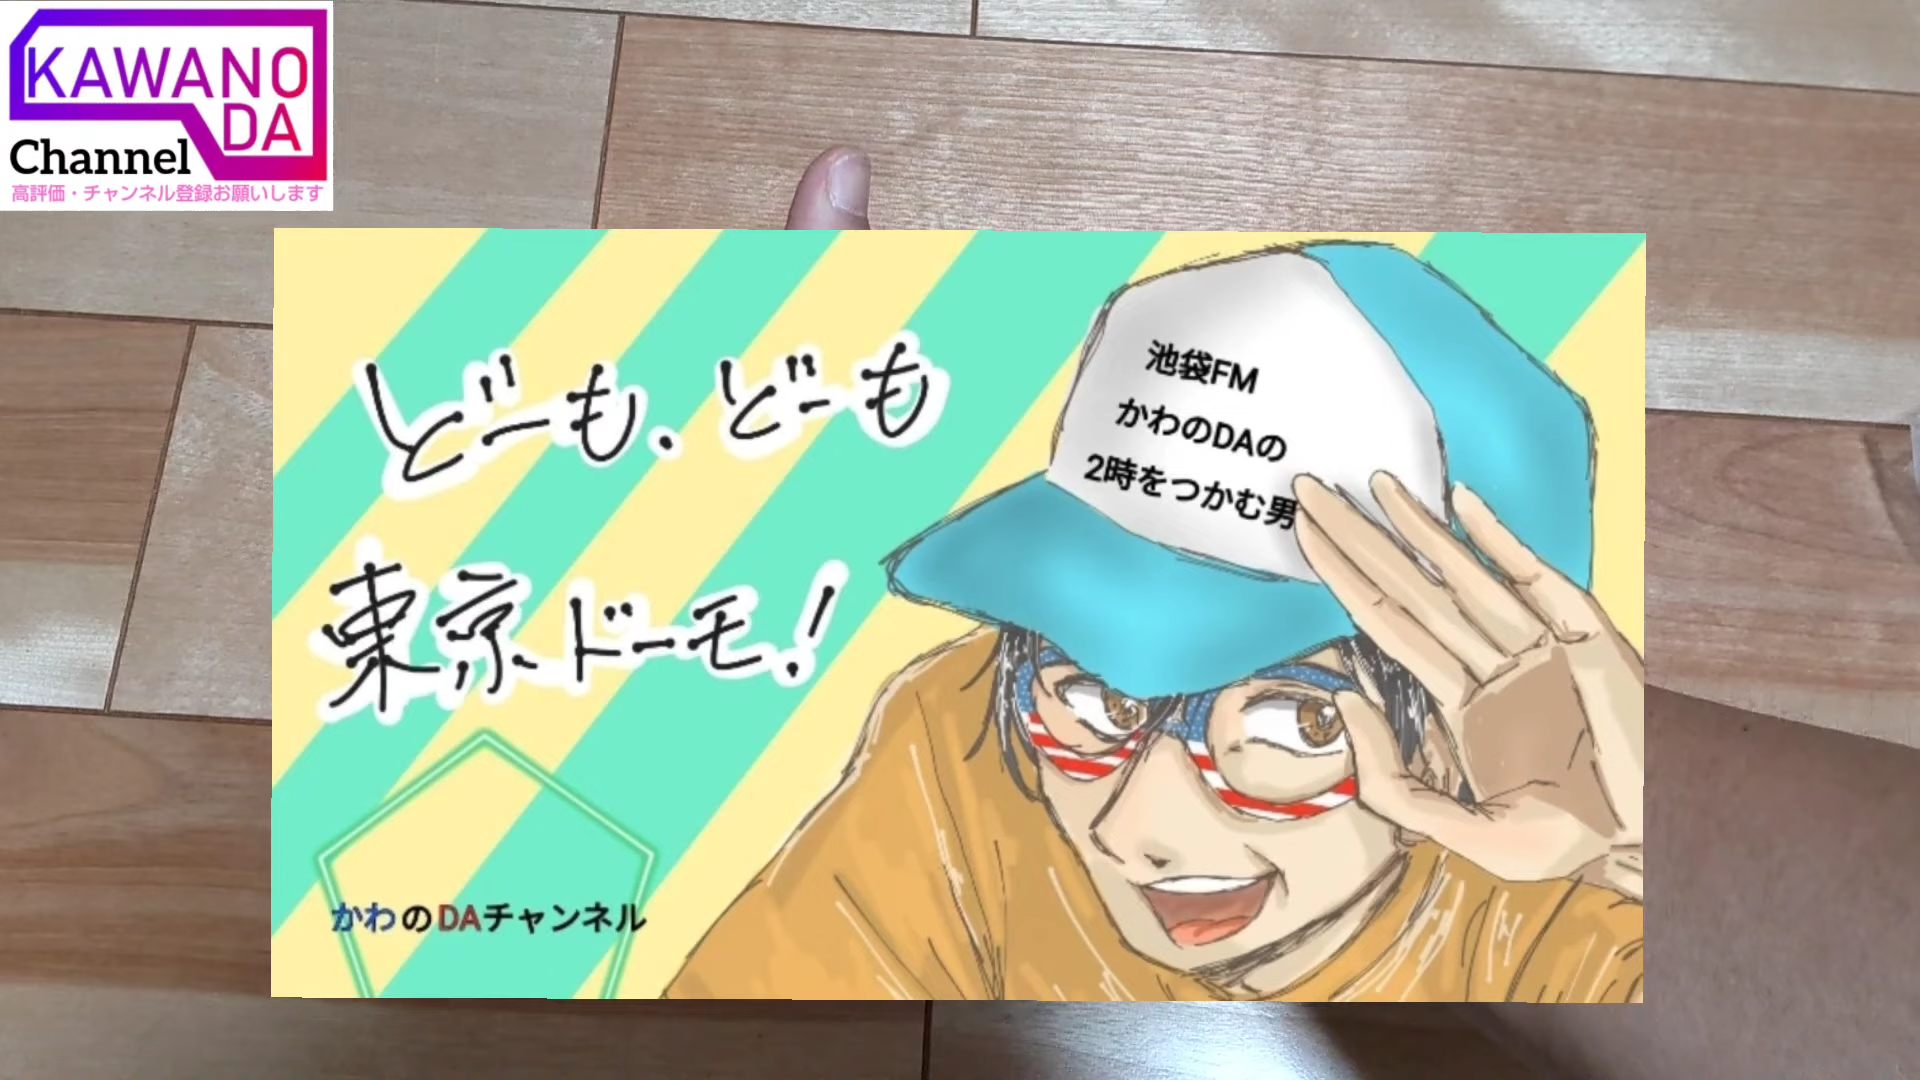 KAWANO
DA
Channel
高評価・チャンネル登録お願いします
どーも、どーも
東京ドーモ!
池袋FM
かわのDAの
2時をつかむ男
かわのDAチャンネル